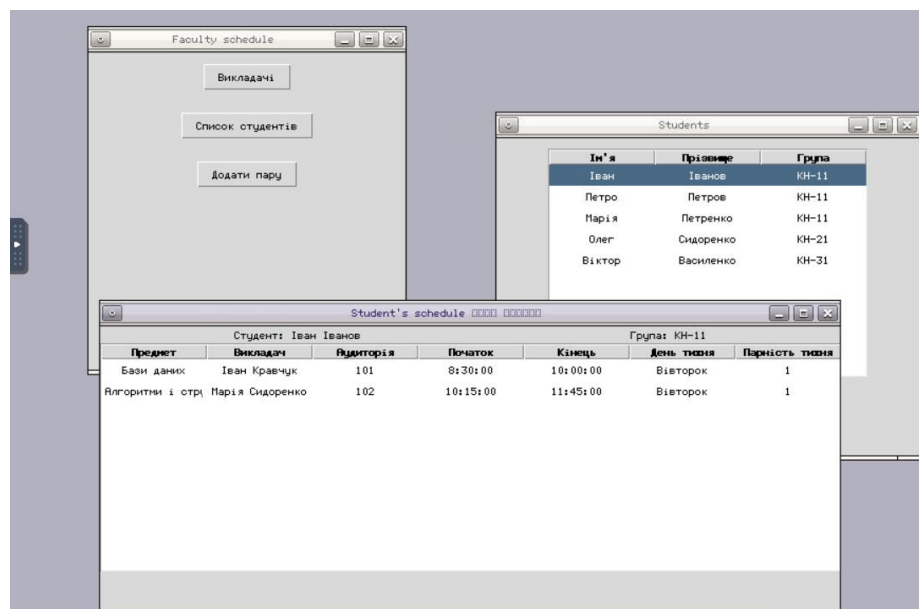 Faculty schedule
Викладачі
Список студентів
Додати пару
Students
Ім'я Прізвище Група
Іван Іванов КН-11
Петро Петров КН-11
Марія Петренко КН-11
Олег Сидоренко КН-21
Віктор Василенко КН-31
Student's schedule
Студент: Іван Іванов Група: КН-11
Предмет Викладач Аудиторія Початок Кінець День тижня Парність тижня
Бази даних Іван Кравчук 101 8:30:00 10:00:00 Вівторок 1
Алгоритми і стру Марія Сидоренко 102 10:15:00 11:45:00 Вівторок 1